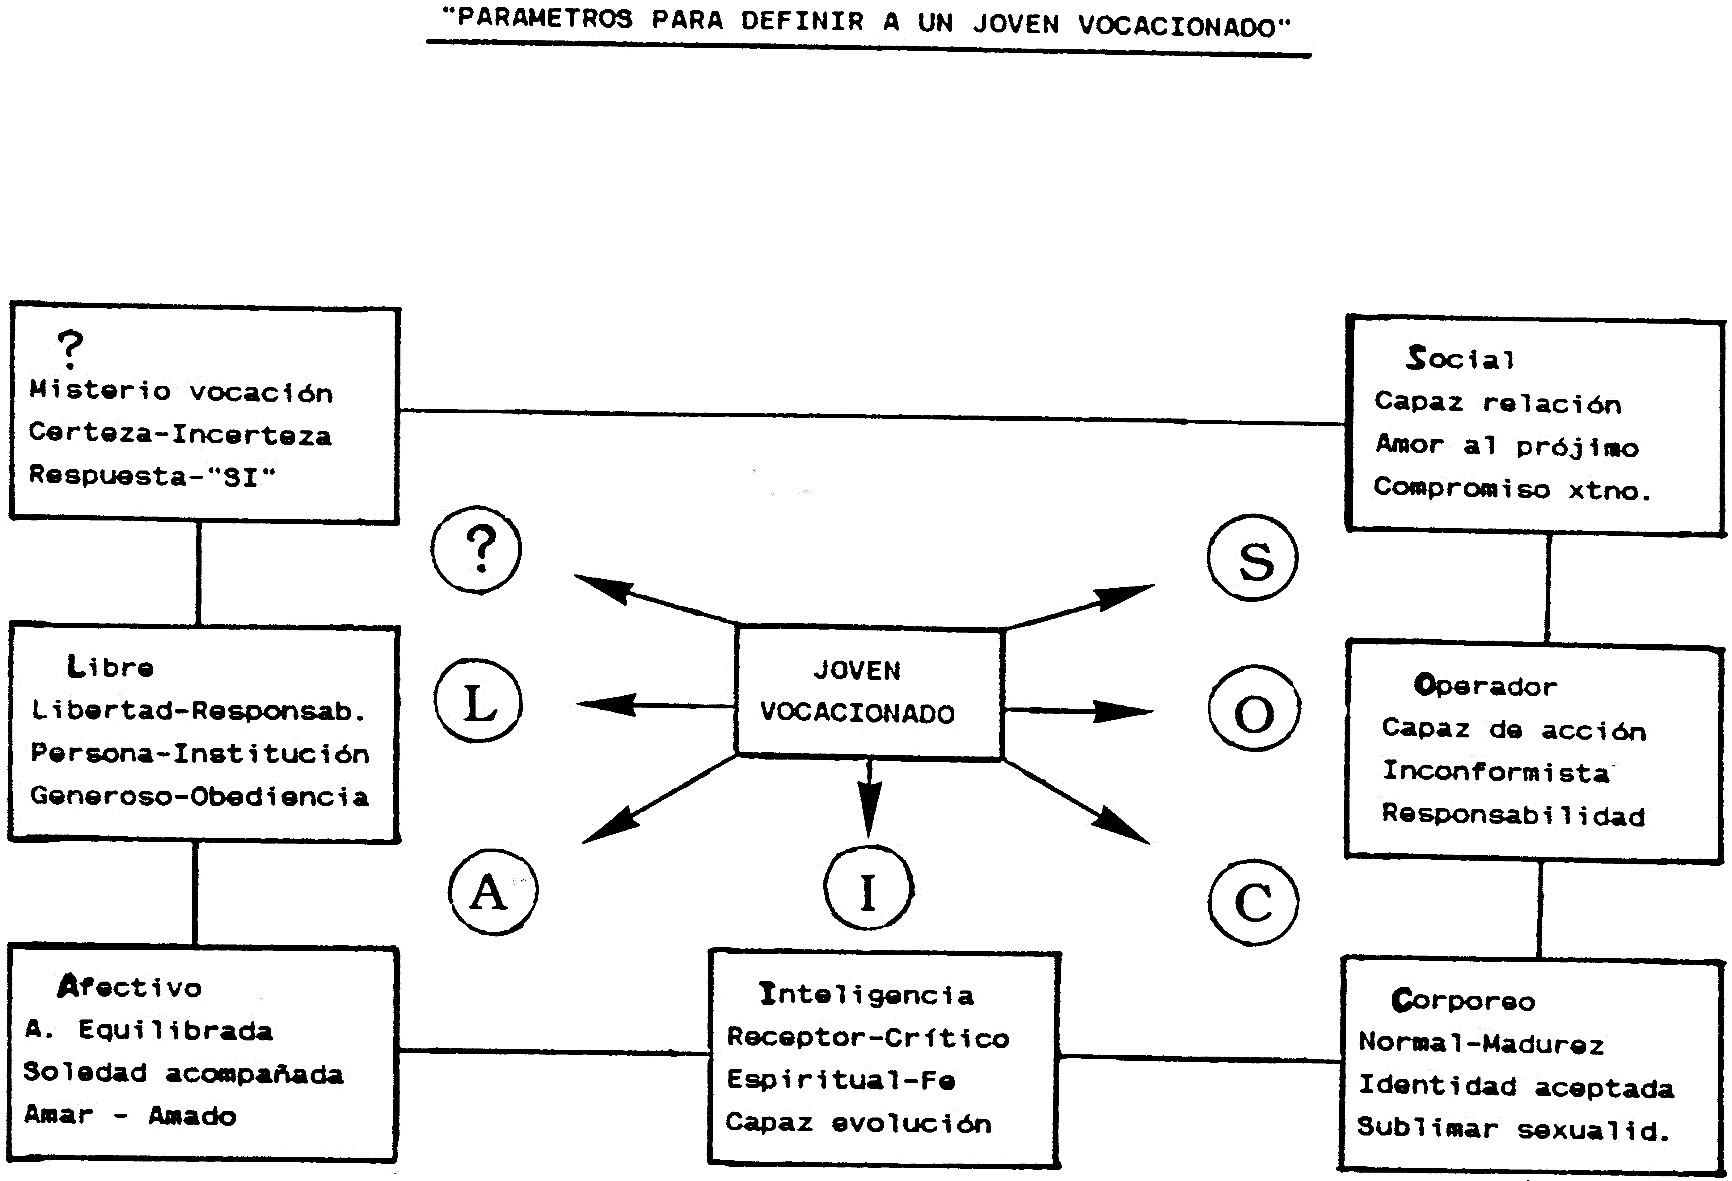 "PARAMETROS PARA DEFINIR A UN JOVEN VOCACIONADO"
?
Misterio vocación
Certeza-Incerteza
Respuesta-"SI"
Social
Capaz relación
Amor al prójimo
Compromiso xtno.
?
S
Libre
Libertad-Responsab.
Persona-Institución
Generoso-Obediencia
L
JOVEN
VOCACIONADO
O
Operador
Capaz de acción
Inconformista
Responsabilidad
A
I
C
Afectivo
A. Equilibrada
Soledad acompañada
Amar - Amado
Inteligencia
Receptor-Crítico
Espiritual-Fe
Capaz evolución
Corporeo
Normal-Madurez
Identidad aceptada
Sublimar sexualid.